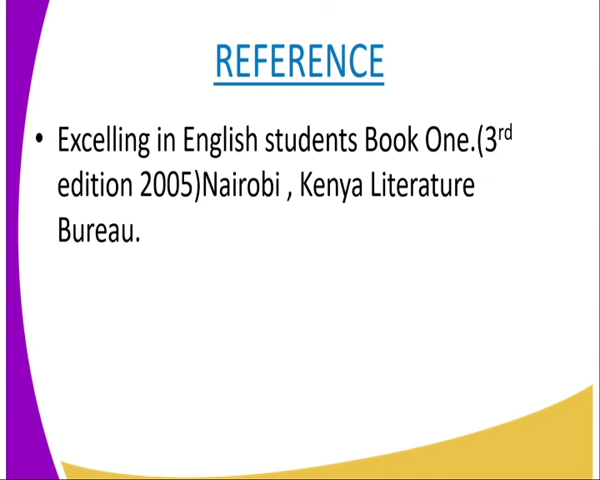 REFERENCE
• Excelling in English students Book One.(3rd
edition 2005)Nairobi , Kenya Literature
Bureau.